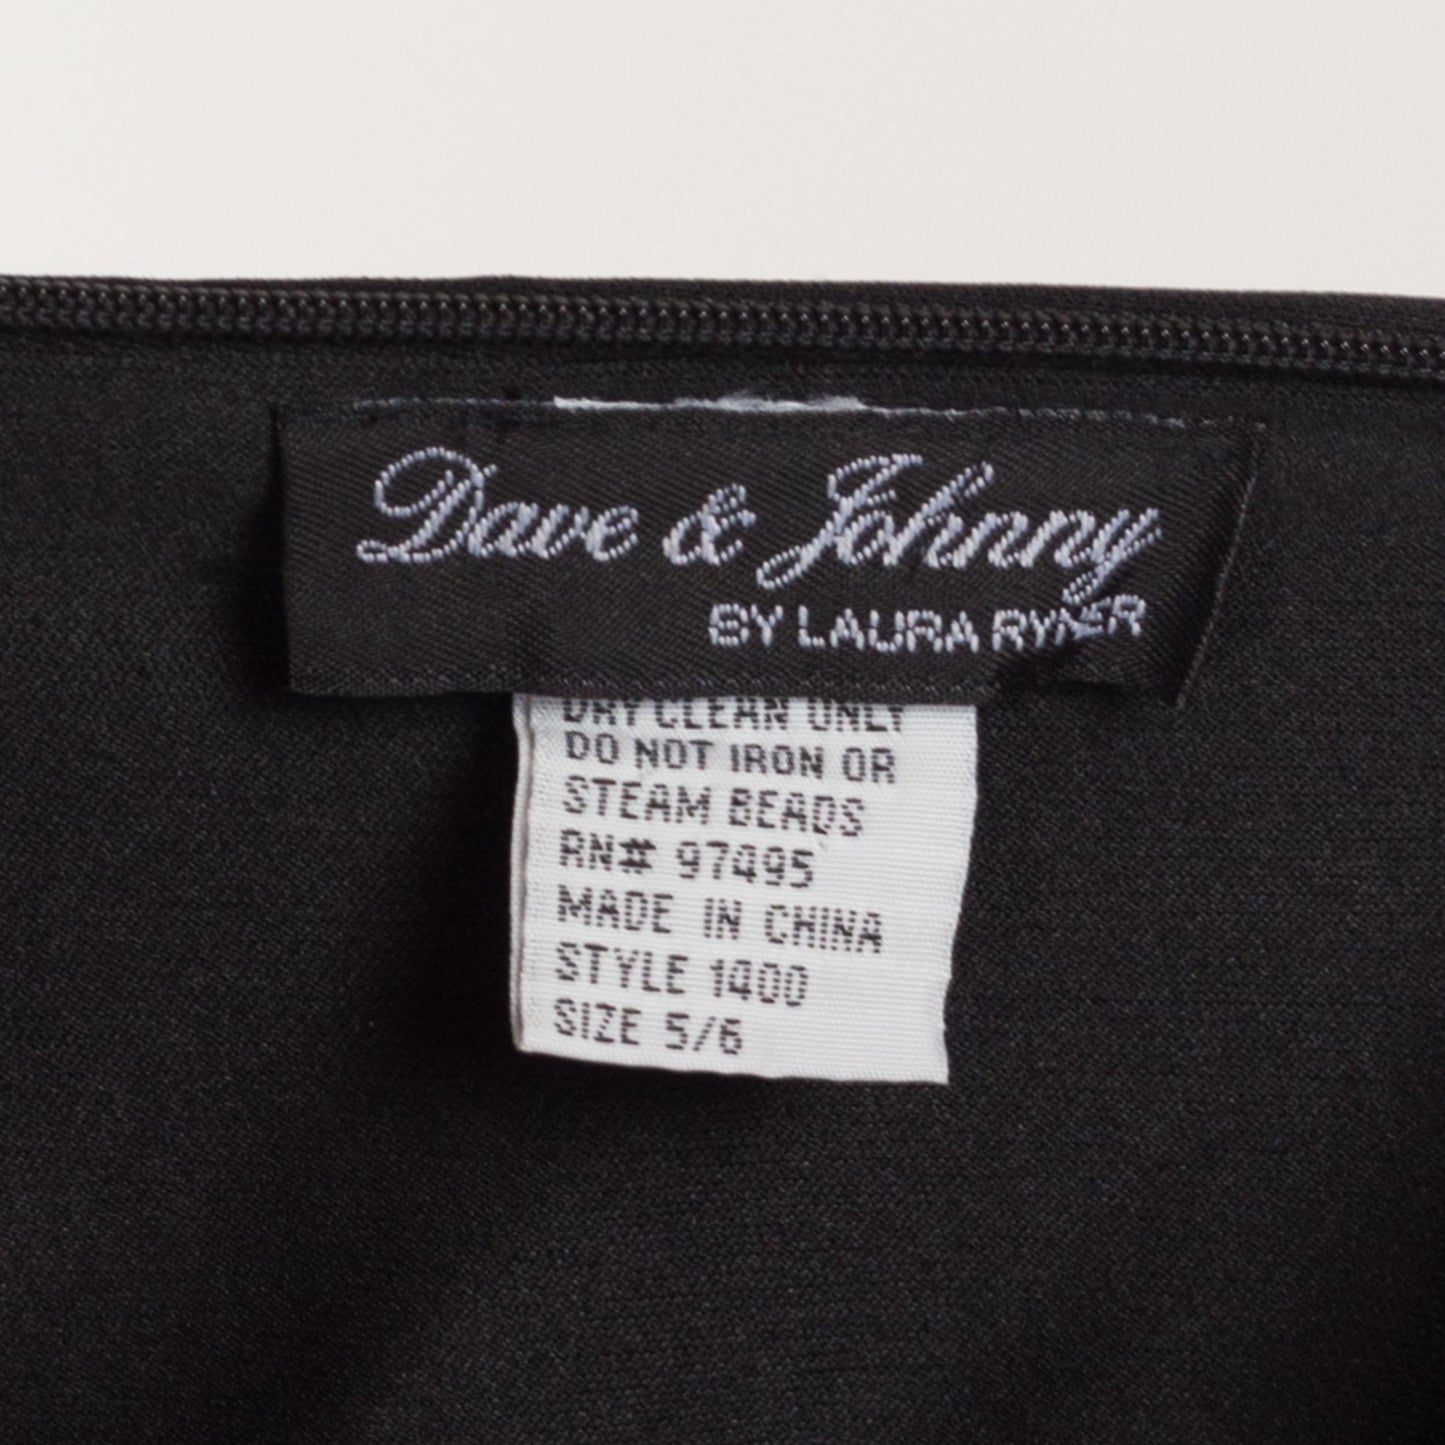 Dave & Johnny
BY LAURA RYNER
DRY CLEAN ONLY
DO NOT IRON OR
STEAM BEADS
RN# 97495
MADE IN CHINA
STYLE 1400
SIZE 5/6